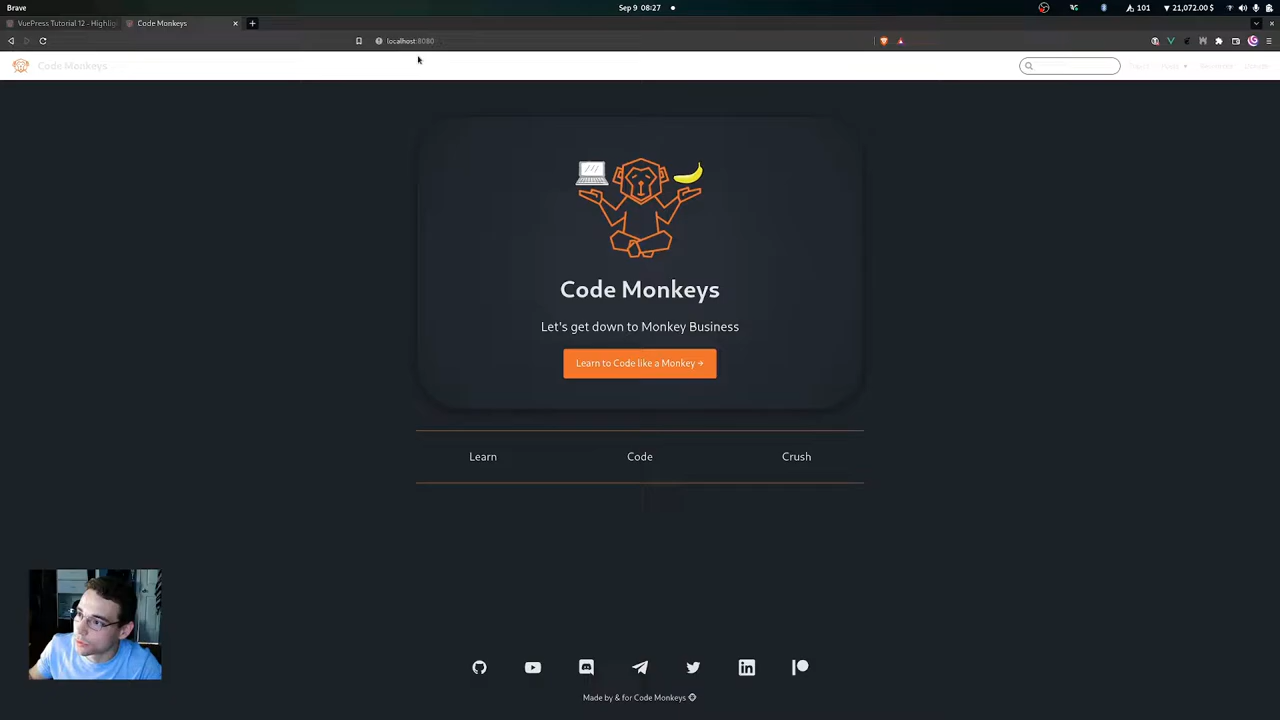 Brave
Sep 9 08:27
101
21,072.00 $
VuePress Tutorial 12 - Highlig
Code Monkeys
localhost:8080
Code Monkeys
Code Monkeys
Let's get down to Monkey Business
Learn to Code like a Monkey →
Learn
Code
Crush
Made by & for Code Monkeys